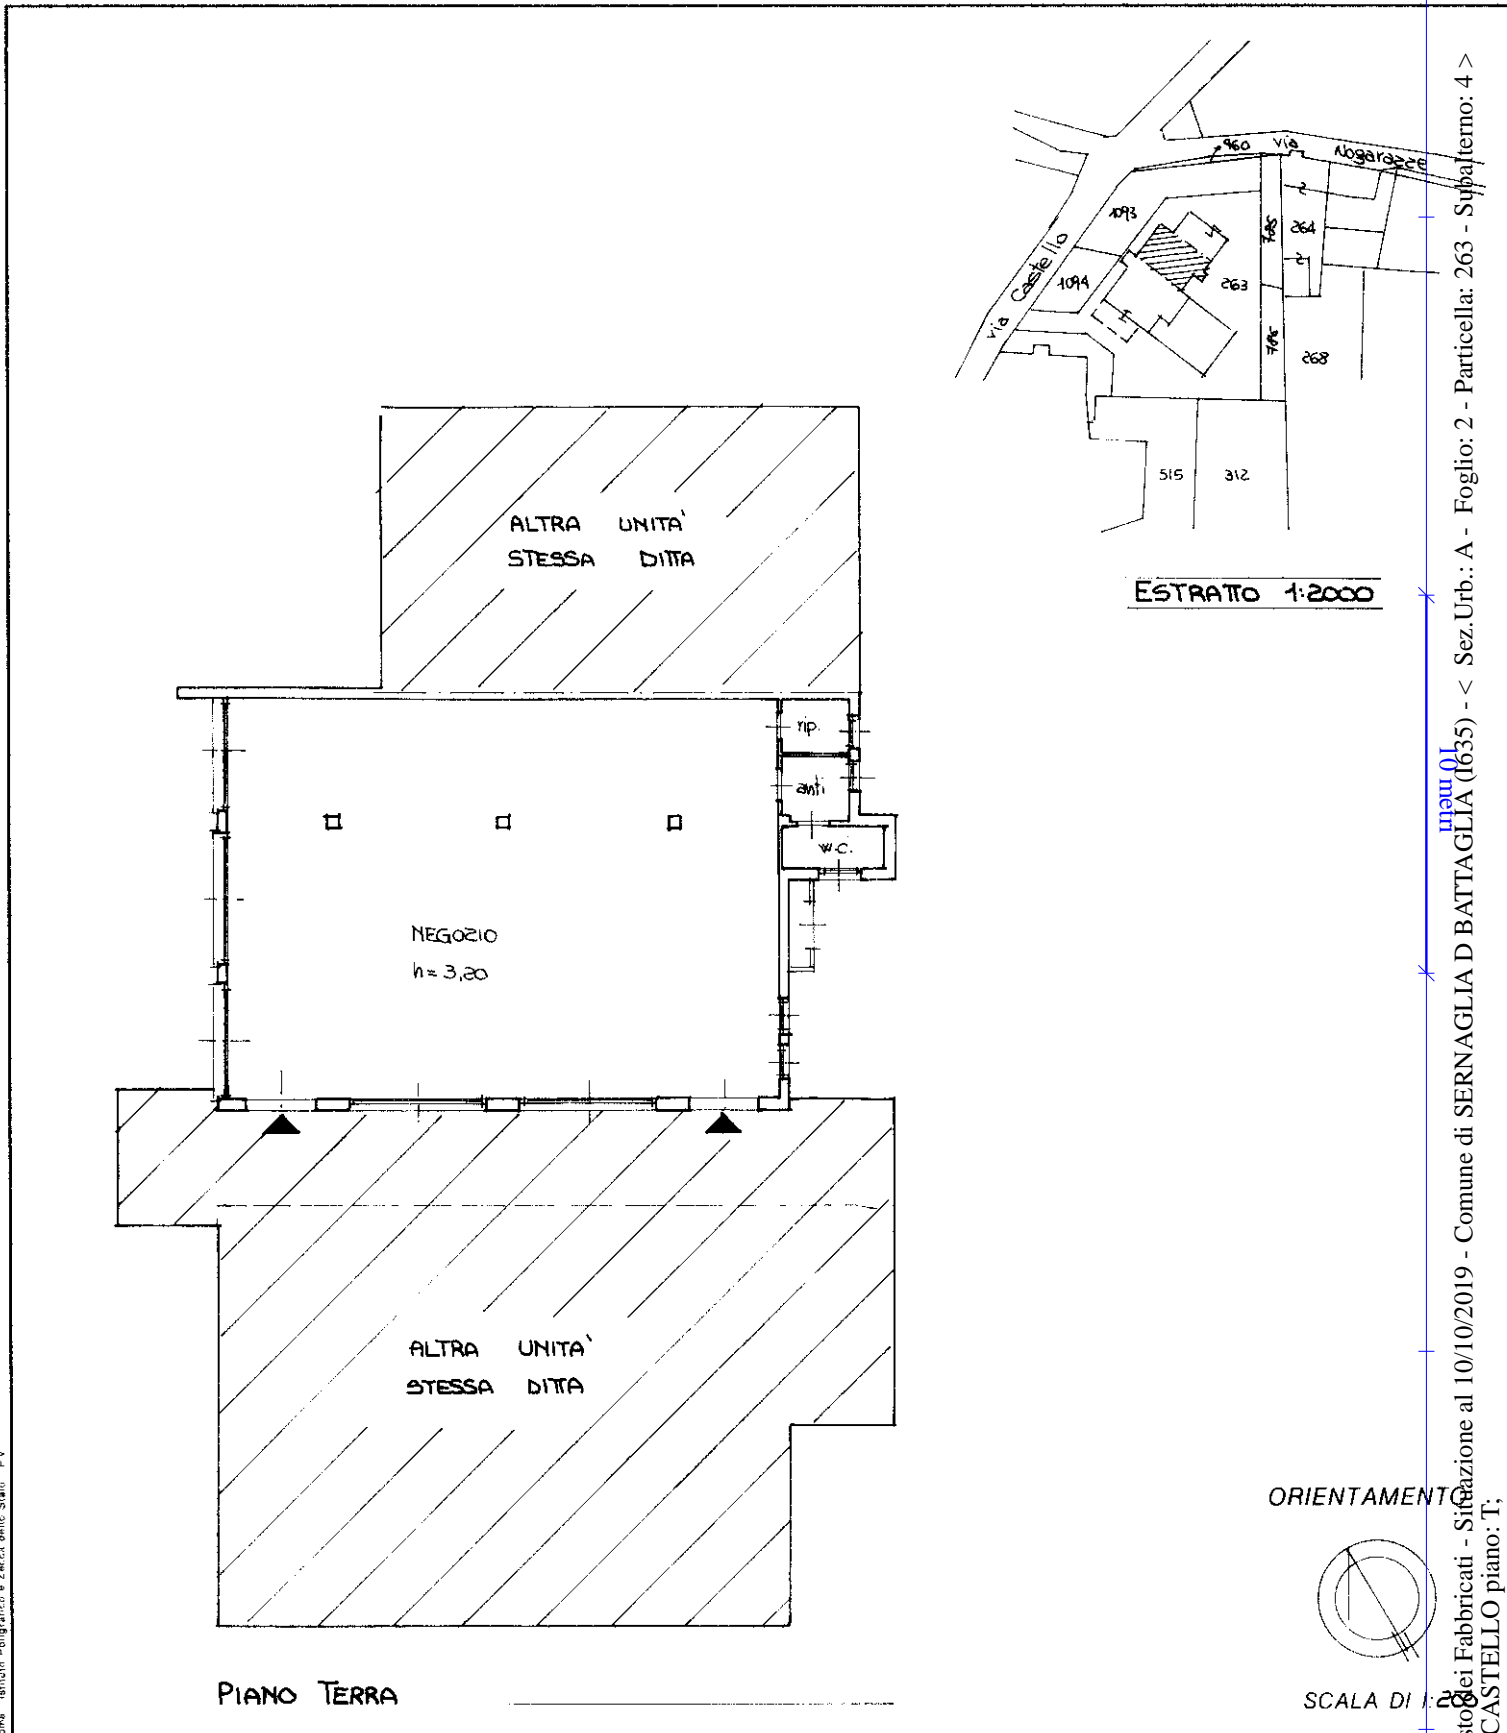 960
via Nogarazze
1093
785
264
via Castello
1094
263
785
268
515
312
ESTRATTO 1:2000
ALTRA UNITA'
STESSA DITTA
rip.
anti
w.c.
NEGOZIO
h= 3,20
ALTRA UNITA'
STESSA DITTA
PIANO TERRA
ORIENTAMENTO
SCALA DI 1:200
10 metri
dei Fabbricati - Situazione al 10/10/2019 - Comune di SERNAGLIA D BATTAGLIA (I635) - < Sez.Urb.: A - Foglio: 2 - Particella: 263 - Subalterno: 4 >
CASTELLO piano: T;